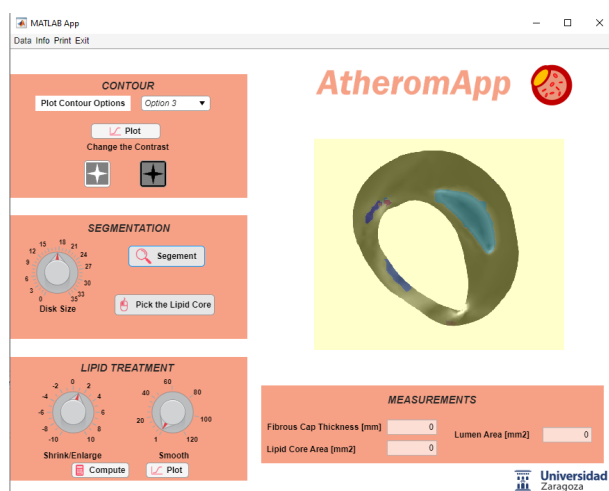 MATLAB App
Data Info Print Exit
AtheromApp
CONTOUR
Plot Contour Options Option 3
Plot
Change the Contrast
SEGMENTATION
0 3 6 9 12 15 18 21 24 27 30 33 35
Disk Size
Segement
Pick the Lipid Core
LIPID TREATMENT
-10 -8 -6 -4 -2 0 2 4 6 8 10
Shrink/Enlarge
1 20 40 60 80 100 120
Smooth
Compute
Plot
MEASUREMENTS
Fibrous Cap Thickness [mm] 0
Lipid Core Area [mm2] 0
Lumen Area [mm2] 0
Universidad
Zaragoza